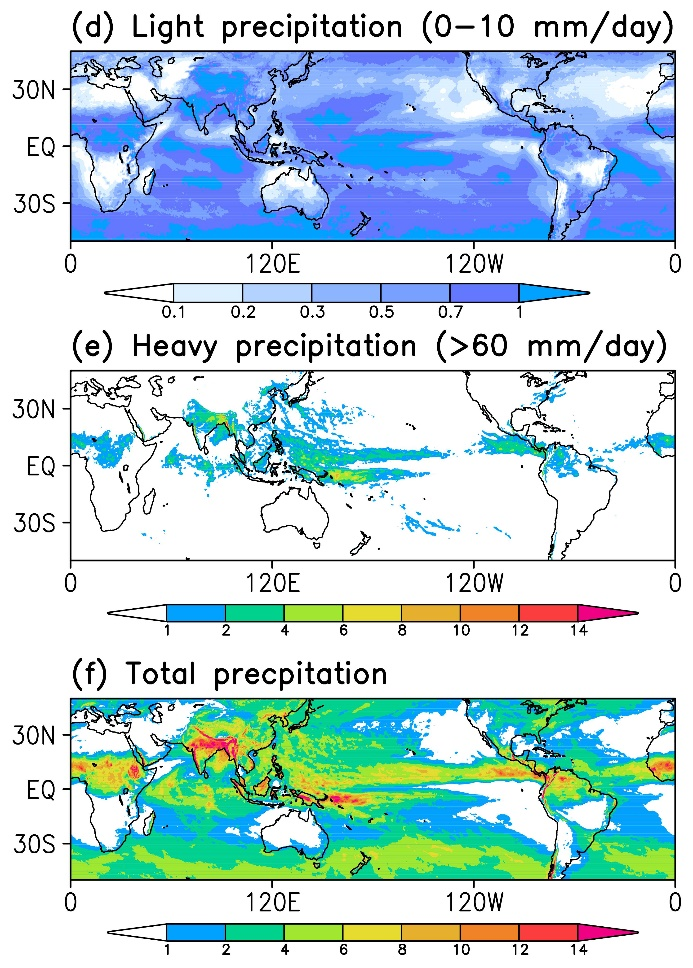 (d) Light precipitation (0−10 mm/day)
30N
EQ
30S
0 120E 120W 0
0.1 0.2 0.3 0.5 0.7 1
(e) Heavy precipitation (>60 mm/day)
30N
EQ
30S
0 120E 120W 0
1 2 4 6 8 10 12 14
(f) Total precpitation
30N
EQ
30S
0 120E 120W 0
1 2 4 6 8 10 12 14